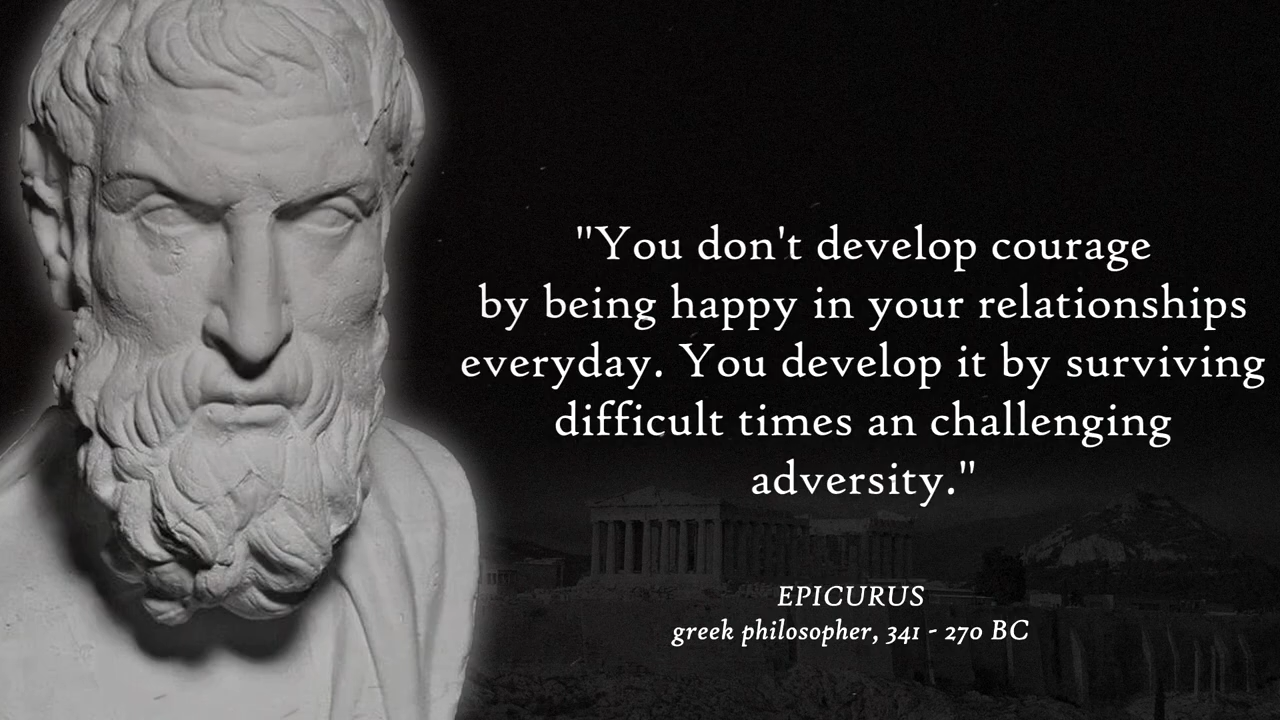 "You don't develop courage
by being happy in your relationships
everyday. You develop it by surviving
difficult times an challenging
adversity."
EPICURUS
greek philosopher, 341 - 270 BC